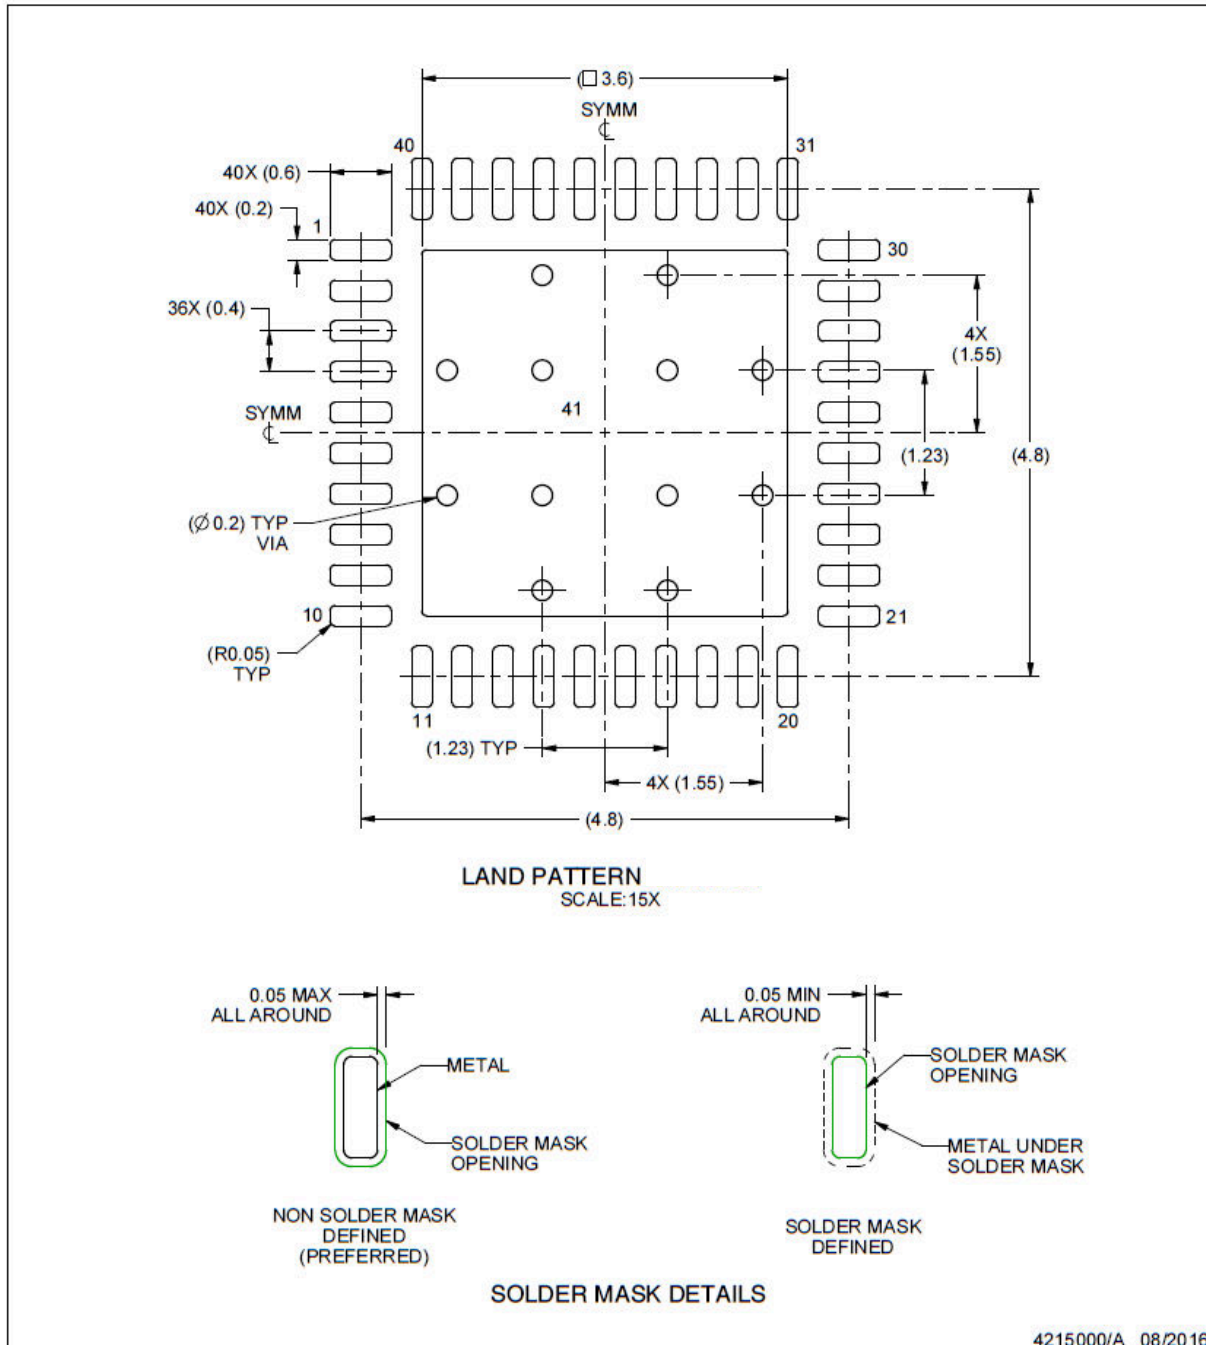 (□ 3.6)
SYMM
℄
40
31
40X (0.6)
40X (0.2)
1
30
36X (0.4)
4X
(1.55)
41
SYMM
℄
(1.23)
(4.8)
(Ø 0.2) TYP
VIA
10
21
(R0.05)
TYP
11
20
(1.23) TYP
4X (1.55)
(4.8)
LAND PATTERN
SCALE:15X
0.05 MAX
ALL AROUND
METAL
SOLDER MASK
OPENING
NON SOLDER MASK
DEFINED
(PREFERRED)
0.05 MIN
ALL AROUND
SOLDER MASK
OPENING
METAL UNDER
SOLDER MASK
SOLDER MASK
DEFINED
SOLDER MASK DETAILS
4215000/A 08/2016